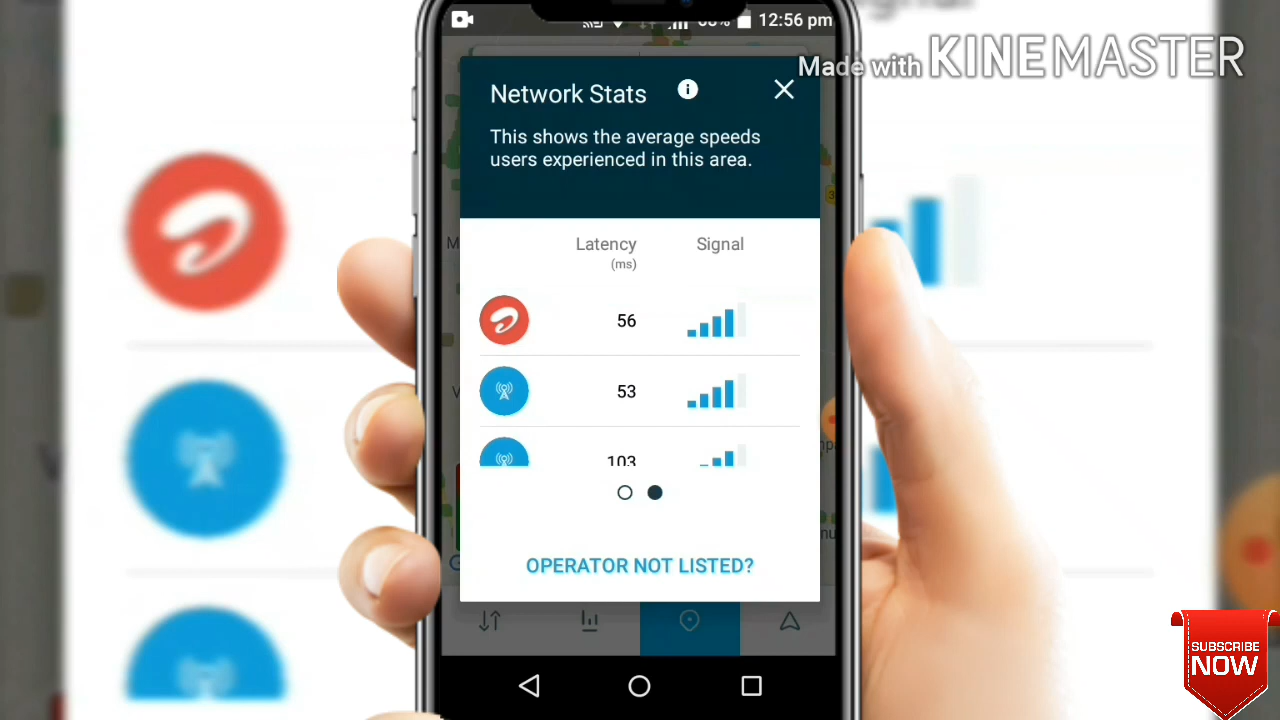 12:56 pm
Made with KINEMASTER
Network Stats
This shows the average speeds
users experienced in this area.
Latency
(ms)
Signal
56
53
103
OPERATOR NOT LISTED?
SUBSCRIBE
NOW